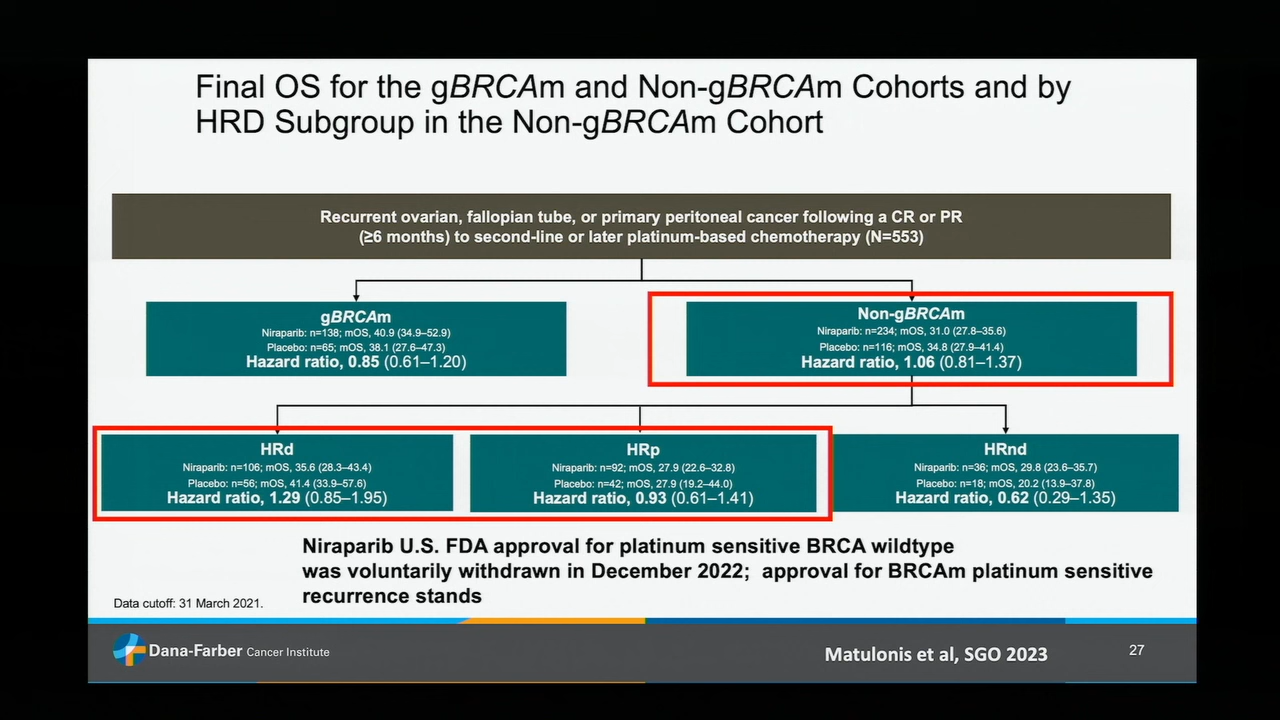 Final OS for the gBRCAm and Non-gBRCAm Cohorts and by
HRD Subgroup in the Non-gBRCAm Cohort
Recurrent ovarian, fallopian tube, or primary peritoneal cancer following a CR or PR
(≥6 months) to second-line or later platinum-based chemotherapy (N=553)
gBRCAm
Niraparib: n=138; mOS, 40.9 (34.9–52.9)
Placebo: n=65; mOS, 38.1 (27.6–47.3)
Hazard ratio, 0.85 (0.61–1.20)
Non-gBRCAm
Niraparib: n=234; mOS, 31.0 (27.8–35.6)
Placebo: n=116; mOS, 34.8 (27.9–41.4)
Hazard ratio, 1.06 (0.81–1.37)
HRd
Niraparib: n=106; mOS, 35.6 (28.3–43.4)
Placebo: n=56; mOS, 41.4 (33.9–57.6)
Hazard ratio, 1.29 (0.85–1.95)
HRp
Niraparib: n=92; mOS, 27.9 (22.6–32.8)
Placebo: n=42; mOS, 27.9 (19.2–44.0)
Hazard ratio, 0.93 (0.61–1.41)
HRnd
Niraparib: n=36; mOS, 29.8 (23.6–35.7)
Placebo: n=18; mOS, 20.2 (13.9–37.8)
Hazard ratio, 0.62 (0.29–1.35)
Niraparib U.S. FDA approval for platinum sensitive BRCA wildtype
was voluntarily withdrawn in December 2022; approval for BRCAm platinum sensitive
recurrence stands
Data cutoff: 31 March 2021.
Dana-Farber Cancer Institute
Matulonis et al, SGO 2023
27